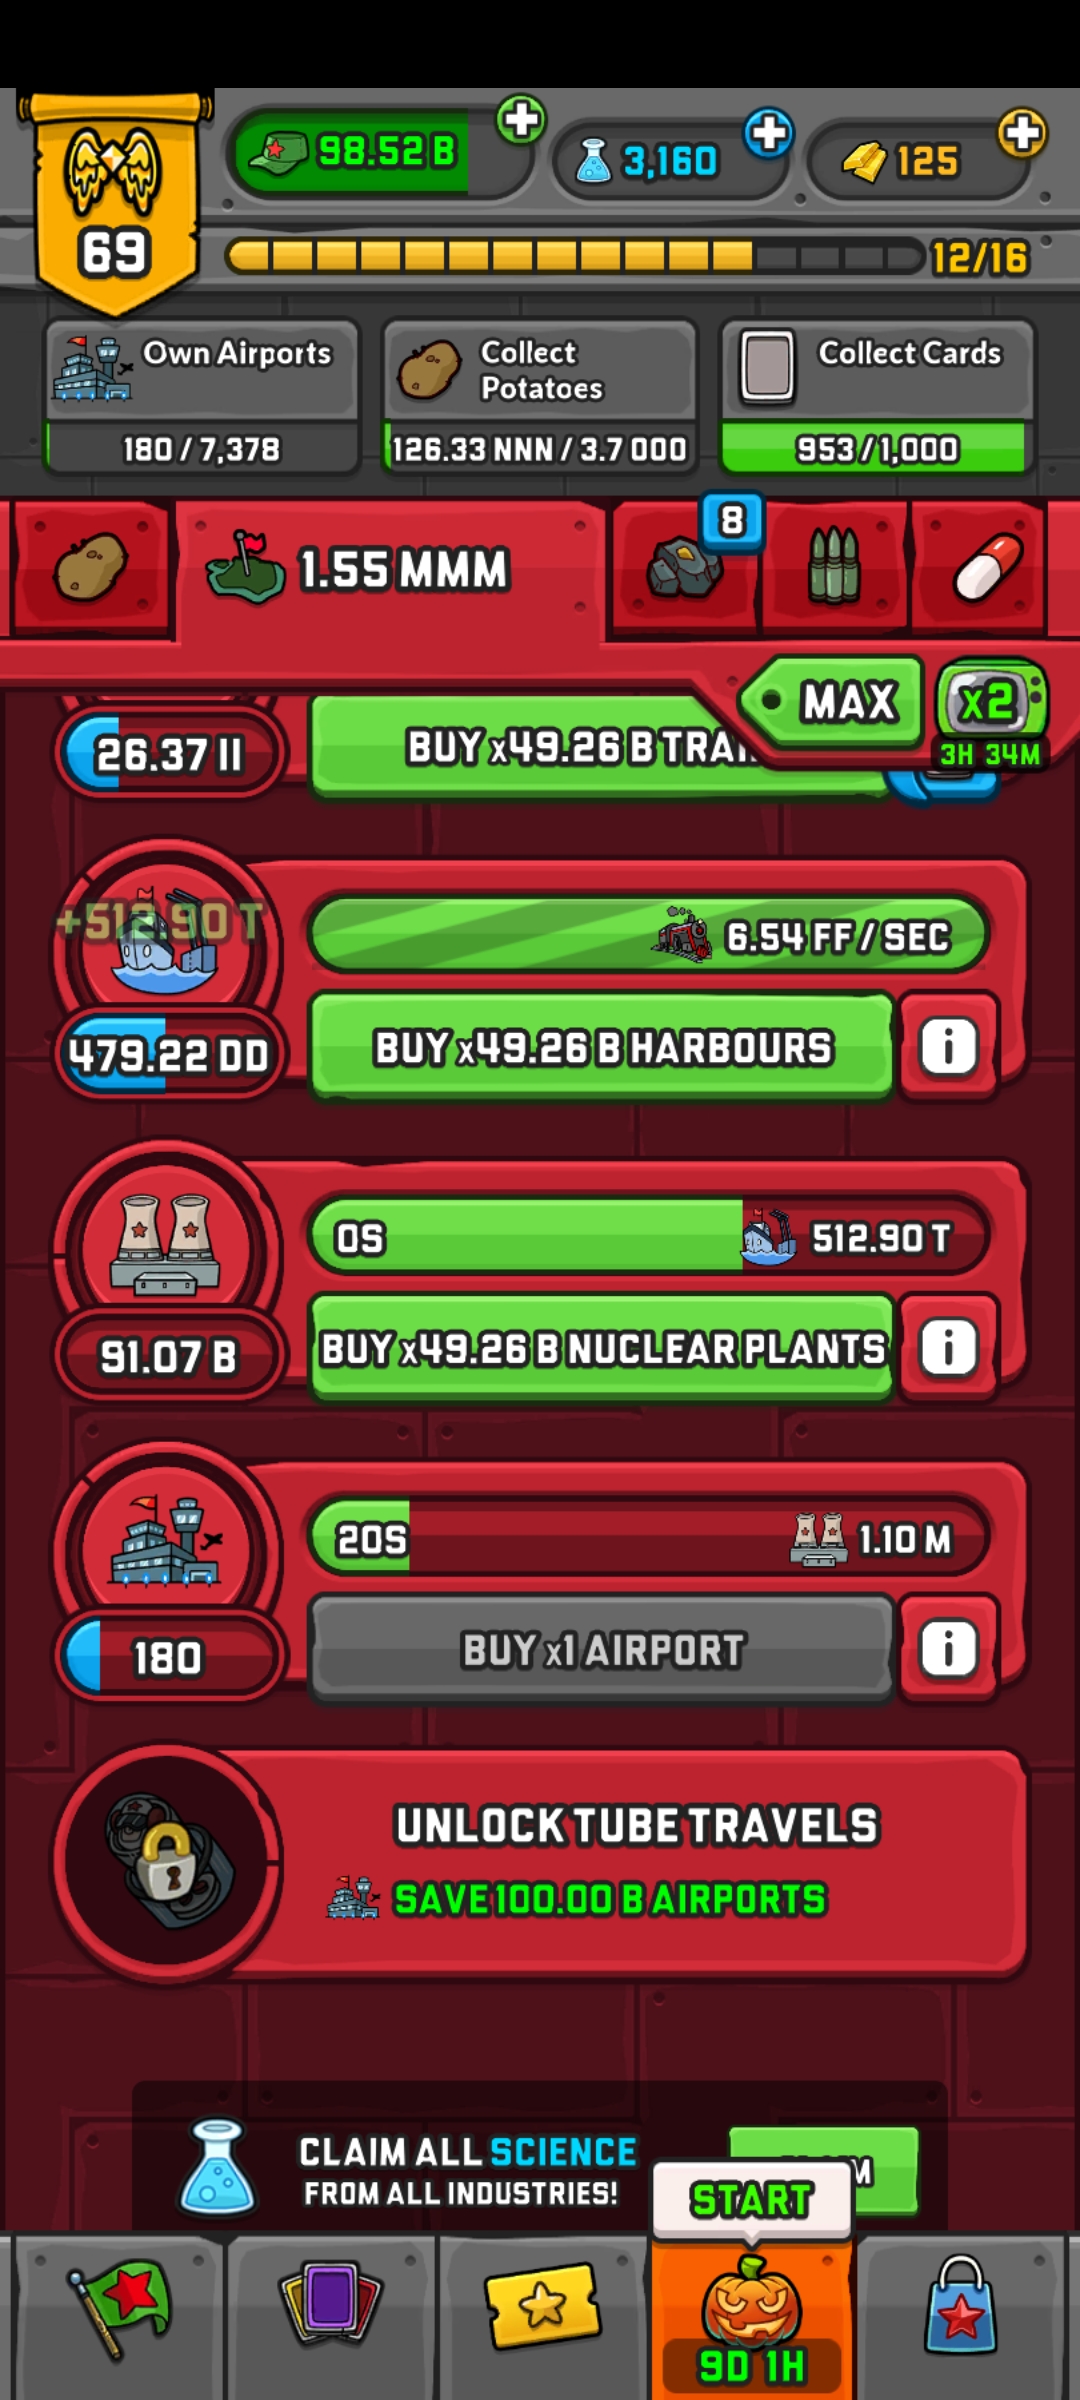 98.52 B
3,160
125
69
12/16
Own Airports
180 / 7,378
Collect
Potatoes
126.33 NNN / 3.7 OOO
Collect Cards
953 / 1,000
1.55 MMM
8
MAX
x2
3H 34M
26.37 II
BUY x49.26 B
+512.90 T
6.54 FF / SEC
479.22 DD
BUY x49.26 B HARBOURS
i
0S
512.90 T
91.07 B
BUY x49.26 B NUCLEAR PLANTS
i
20S
1.10 M
180
BUY x1 AIRPORT
i
UNLOCK TUBE TRAVELS
SAVE 100.00 B AIRPORTS
CLAIM ALL SCIENCE
FROM ALL INDUSTRIES!
START
9D 1H